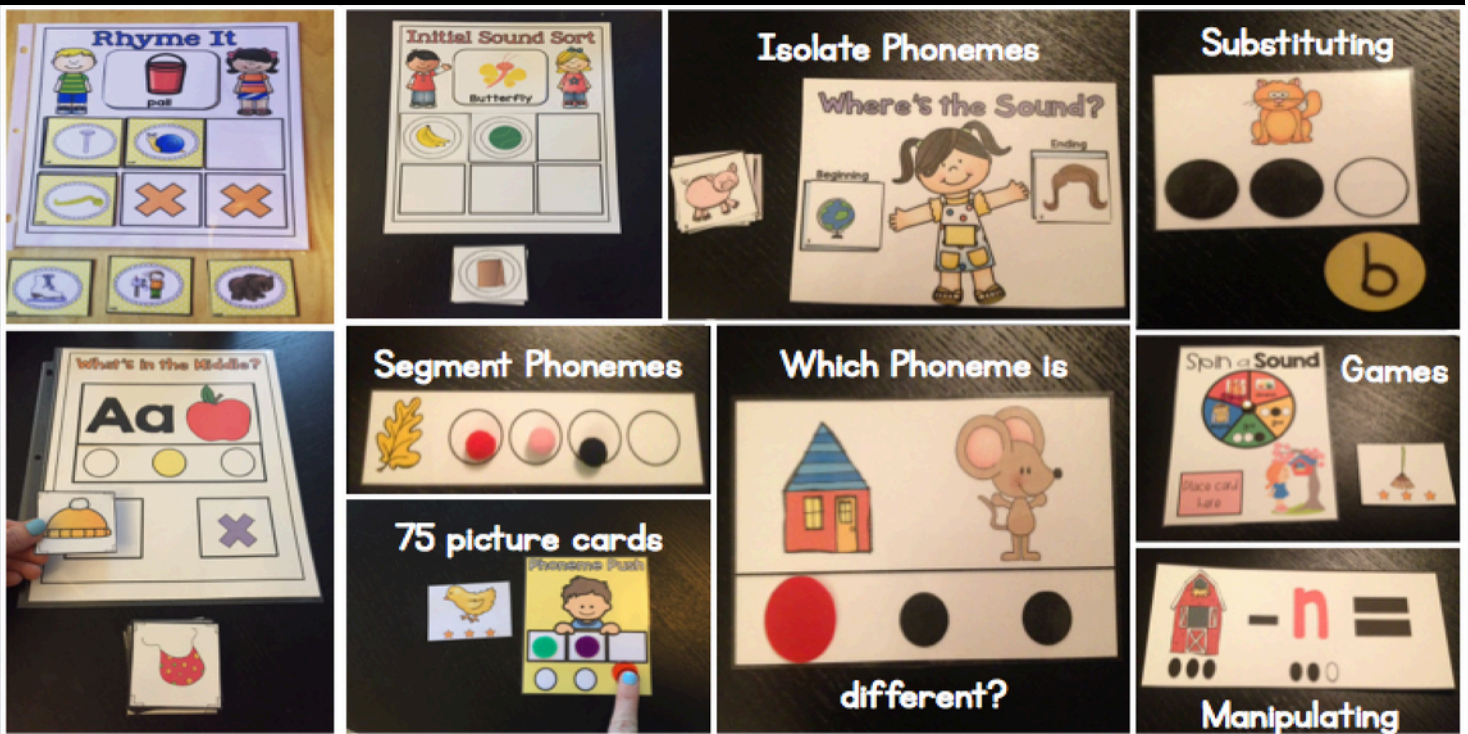 Rhyme It
pail
Initial Sound Sort
Butterfly
Isolate Phonemes
Where's the Sound?
Beginning
Ending
Substituting
b
What's in the Middle?
Aa
Segment Phonemes
75 picture cards
Phoneme Push
Which Phoneme is
different?
Spin a Sound
Games
Place card
here
- n =
Manipulating